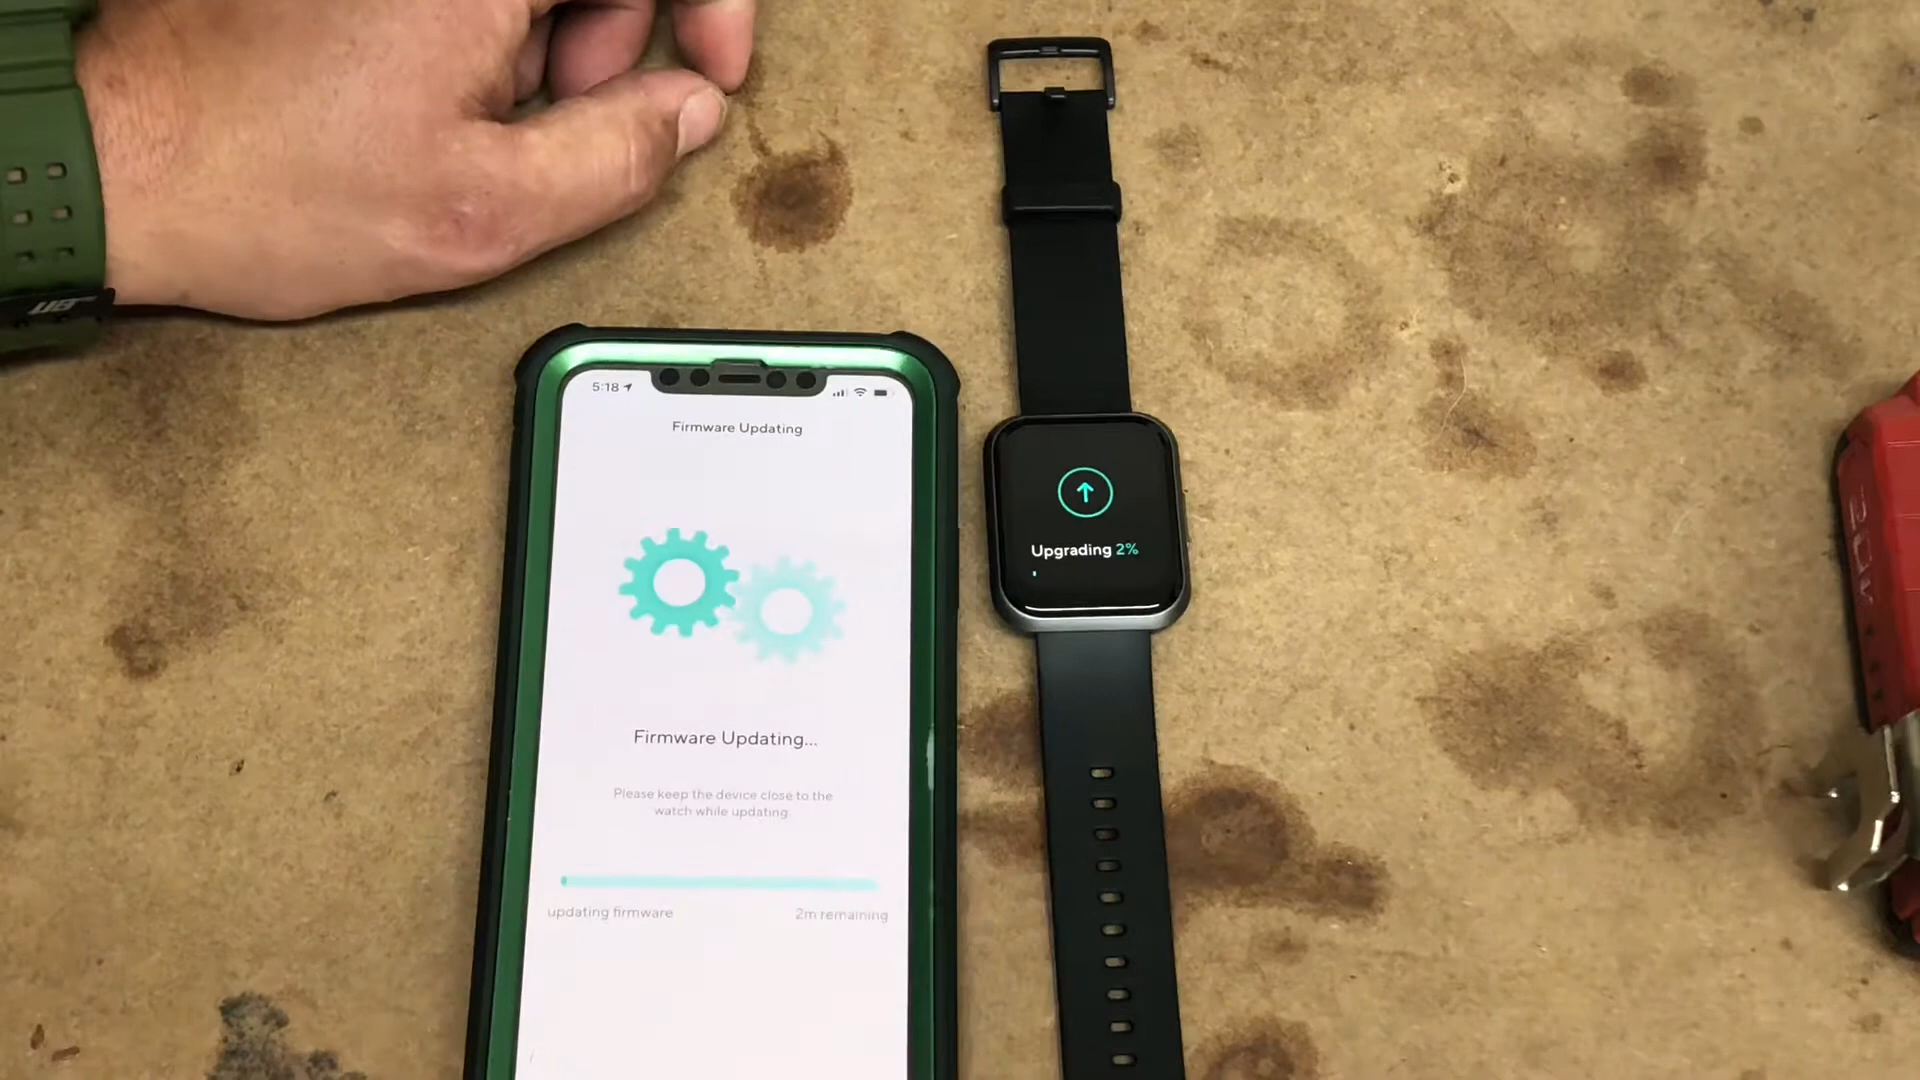 5:18
Firmware Updating
Upgrading 2%
Firmware Updating...
Please keep the device close to the
watch while updating.
updating firmware
2m remaining